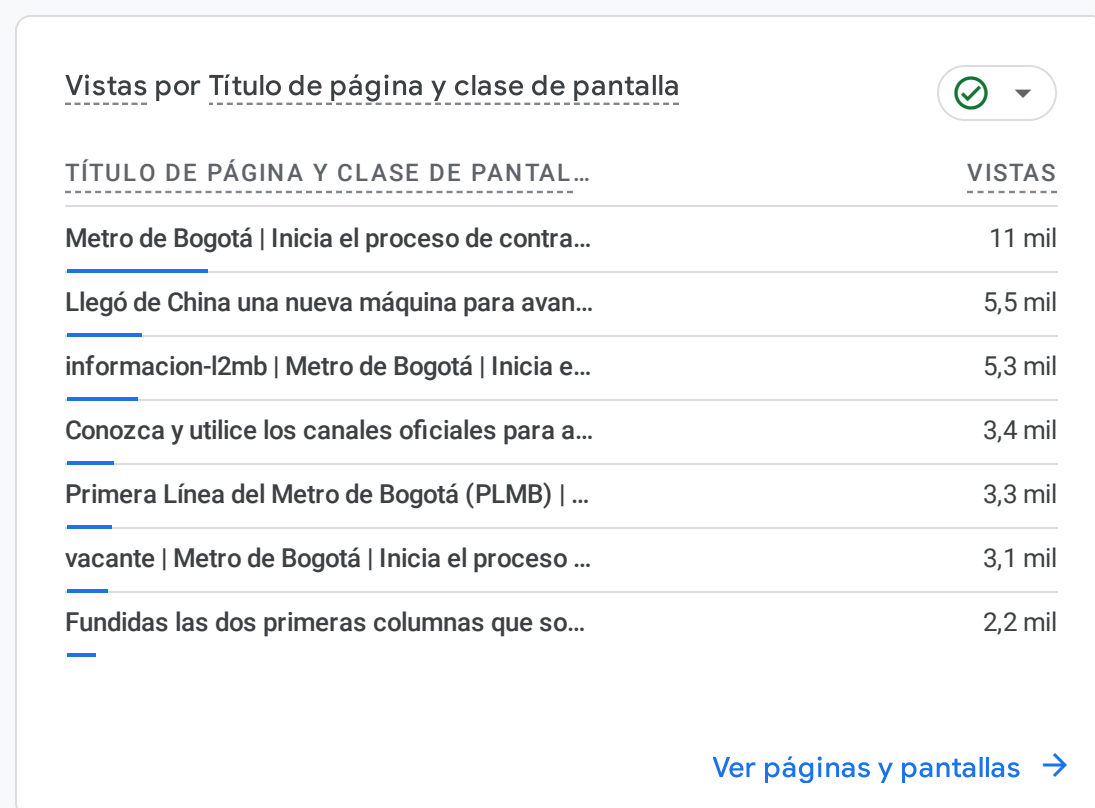 Vistas por Título de página y clase de pantalla
TÍTULO DE PÁGINA Y CLASE DE PANTAL… VISTAS
Metro de Bogotá | Inicia el proceso de contra… 11 mil
Llegó de China una nueva máquina para avan… 5,5 mil
informacion-l2mb | Metro de Bogotá | Inicia e… 5,3 mil
Conozca y utilice los canales oficiales para a… 3,4 mil
Primera Línea del Metro de Bogotá (PLMB) | … 3,3 mil
vacante | Metro de Bogotá | Inicia el proceso … 3,1 mil
Fundidas las dos primeras columnas que so… 2,2 mil
Ver páginas y pantallas